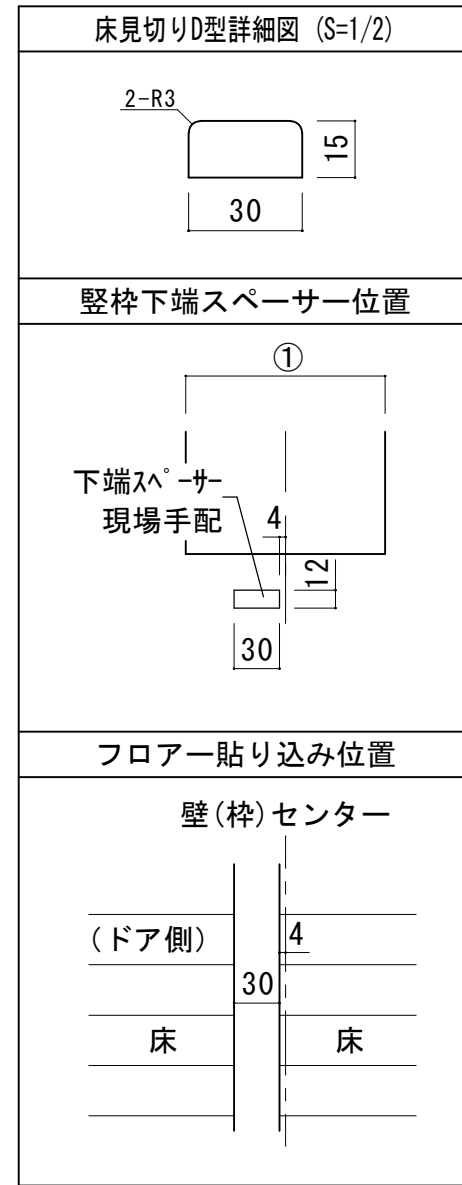 床見切りD型詳細図 (S=1/2)
2-R3
15
30
竪枠下端スペーサー位置
①
下端ｽﾍﾟｰｻｰ
現場手配
4
12
30
フロアー貼り込み位置
壁(枠)センター
(ドア側)
4
30
床
床